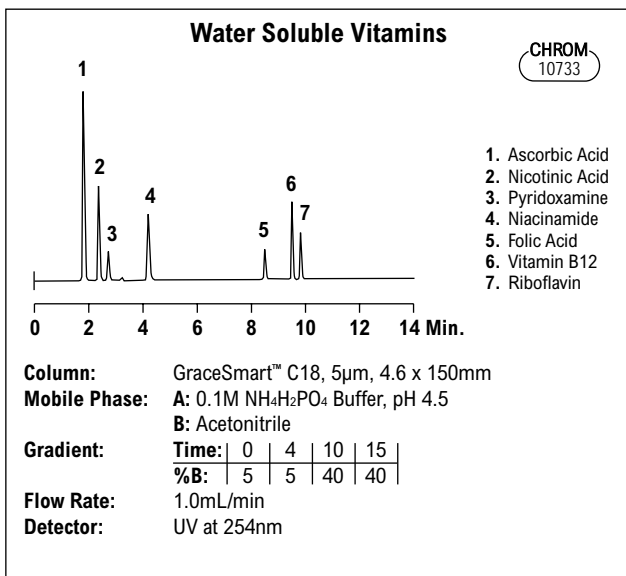 Water Soluble Vitamins
CHROM
10733
1
2
3
4
5
6
7
1. Ascorbic Acid
2. Nicotinic Acid
3. Pyridoxamine
4. Niacinamide
5. Folic Acid
6. Vitamin B12
7. Riboflavin
0 2 4 6 8 10 12 14 Min.
Column: GraceSmart™ C18, 5µm, 4.6 x 150mm
Mobile Phase: A: 0.1M NH₄H₂PO₄ Buffer, pH 4.5
B: Acetonitrile
Gradient: Time: 0 4 10 15
%B: 5 5 40 40
Flow Rate: 1.0mL/min
Detector: UV at 254nm